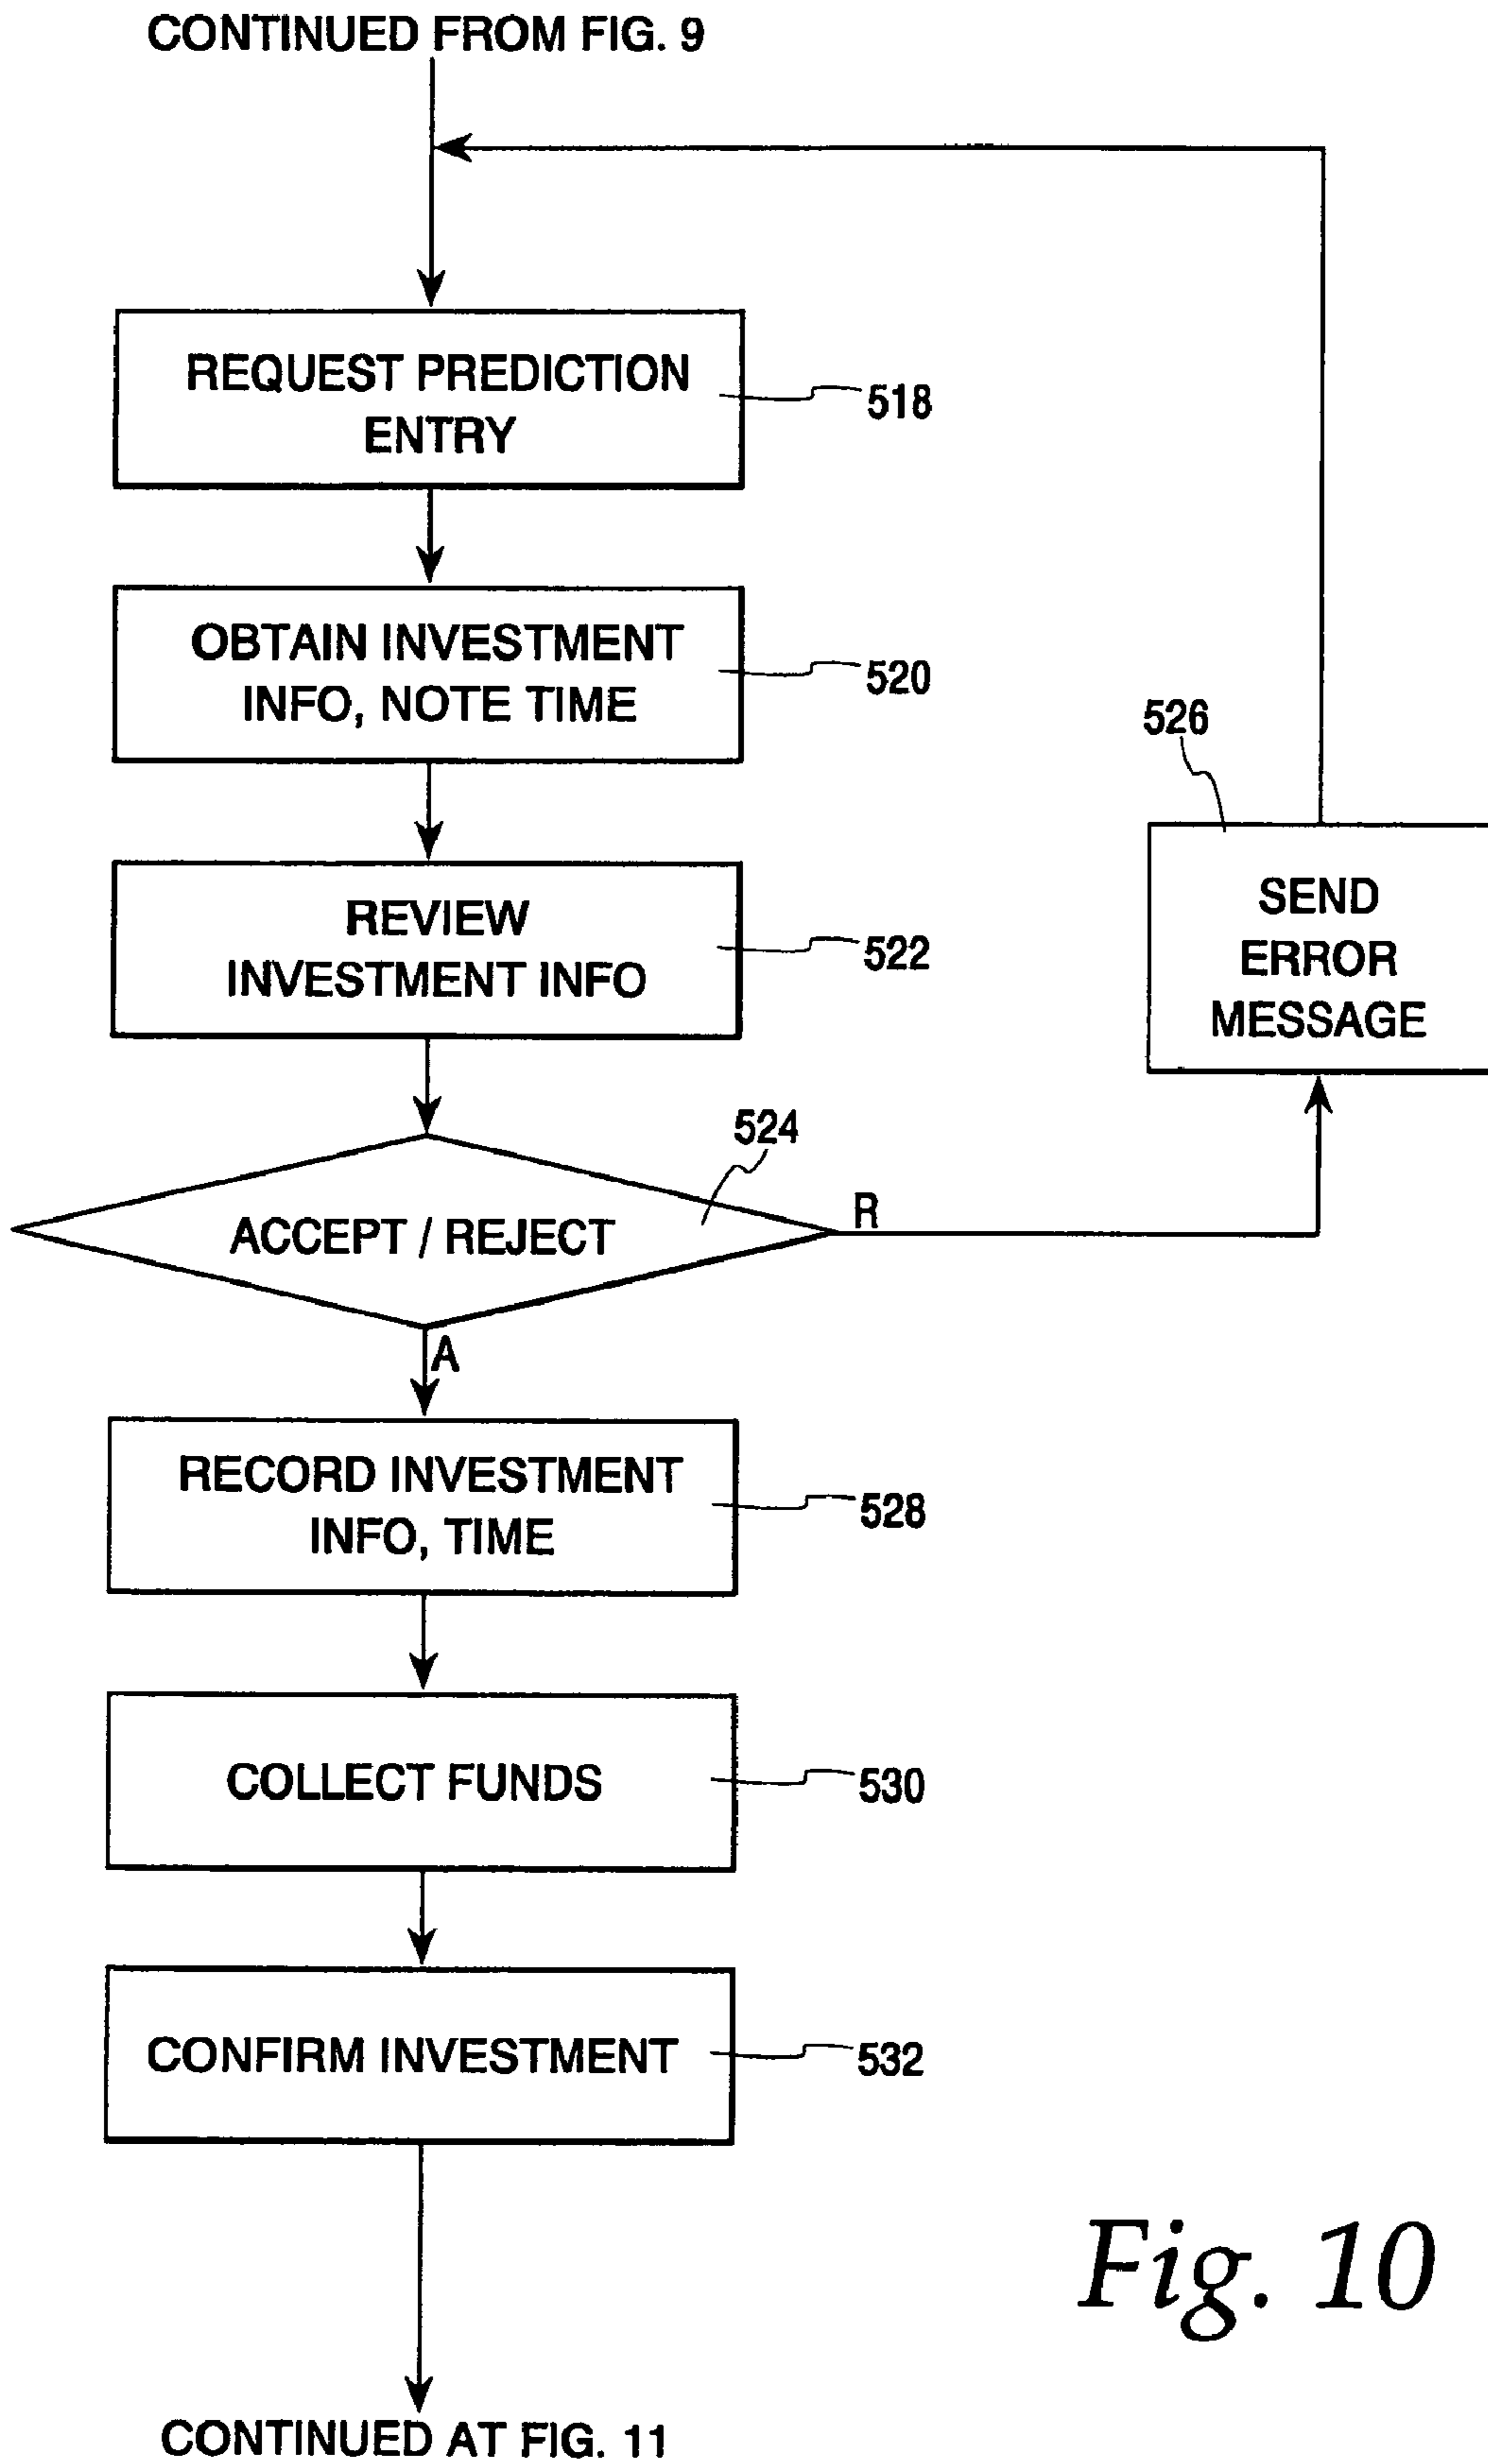 CONTINUED FROM FIG. 9
REQUEST PREDICTION
ENTRY
518
OBTAIN INVESTMENT
INFO, NOTE TIME
520
REVIEW
INVESTMENT INFO
522
526
SEND
ERROR
MESSAGE
524
ACCEPT / REJECT
R
A
RECORD INVESTMENT
INFO, TIME
528
COLLECT FUNDS
530
CONFIRM INVESTMENT
532
Fig. 10
CONTINUED AT FIG. 11